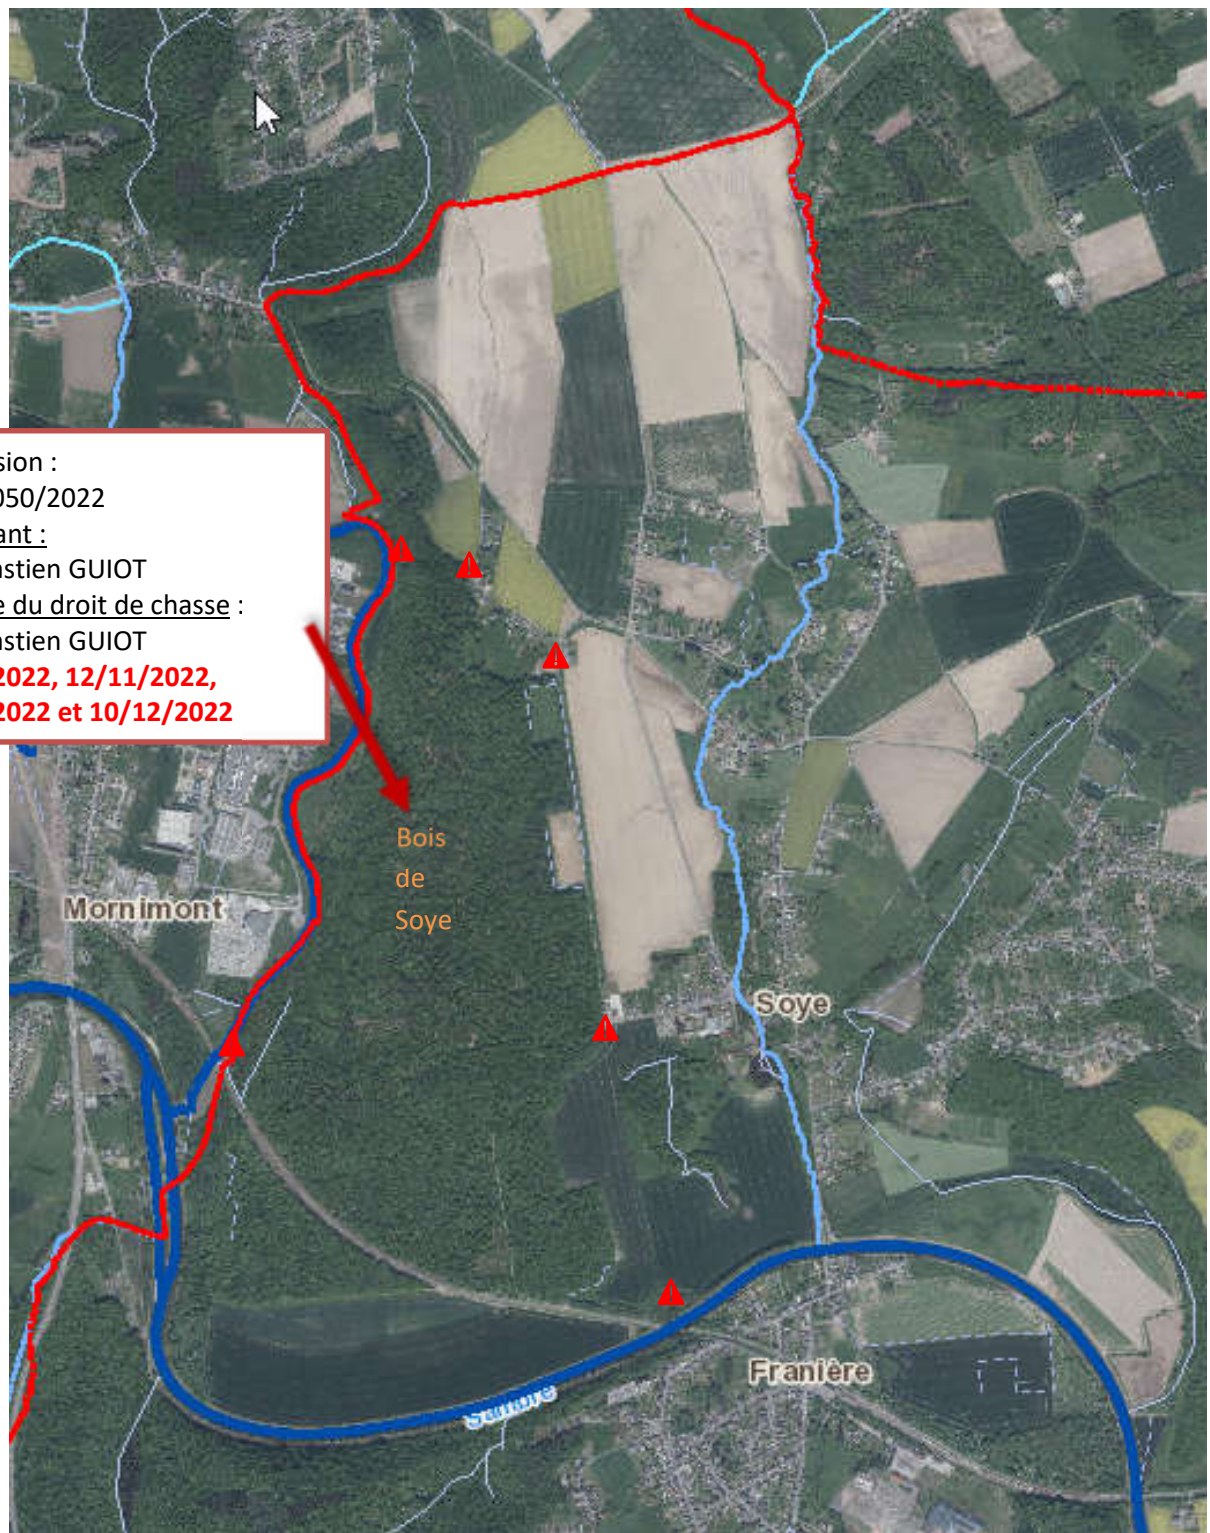 sion :
050/2022
ant :
astien GUIOT
e du droit de chasse :
astien GUIOT
2022, 12/11/2022,
2022 et 10/12/2022
Bois
de
Soye
Mornimont
Soye
Franière
Sambre